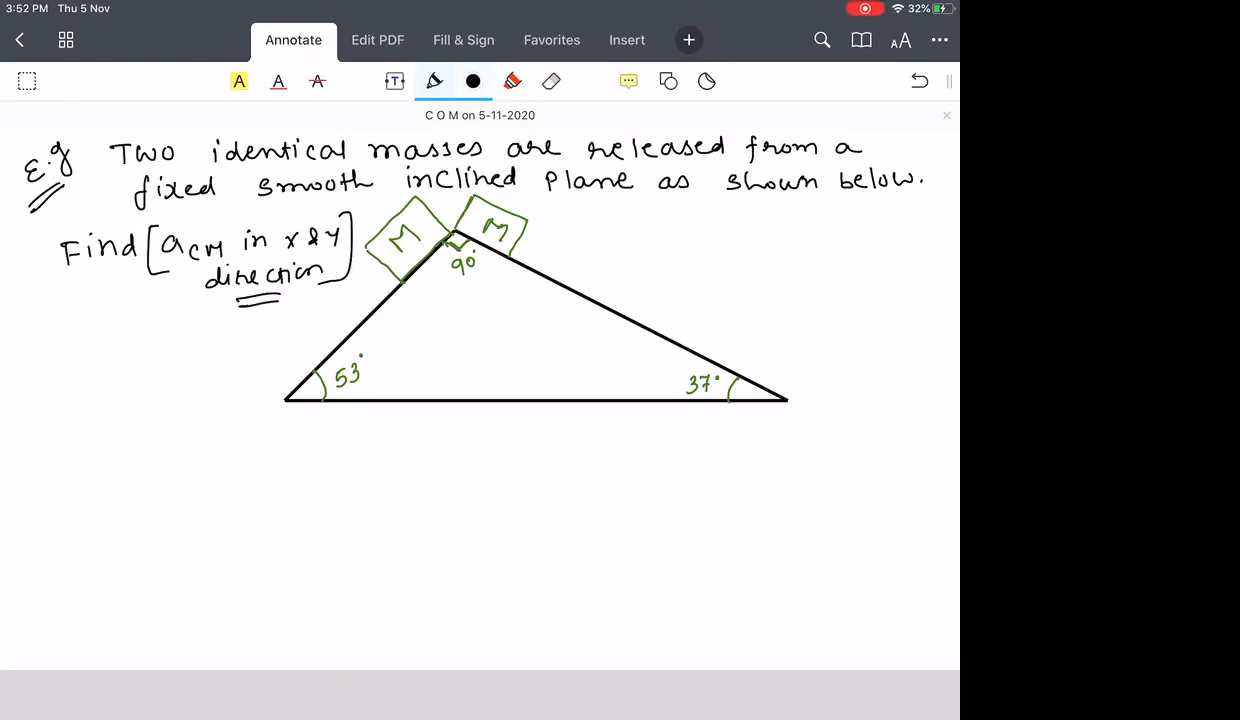 3:52 PM Thu 5 Nov
32%
Annotate Edit PDF Fill & Sign Favorites Insert
AA
A A A T
C O M on 5-11-2020
E.g Two identical masses are released from a
fixed smooth inclined plane as shown below.
Find [aCM in x & y
direction]
M M
90°
53°
37°